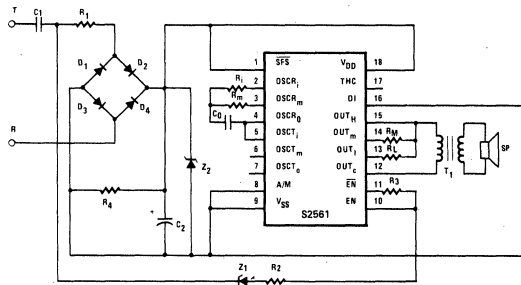 T
C1
R1
D1
D2
D3
D4
R
R4
C2
Z2
Z1
R2
Ri
Rm
C0
1 SFS VDD 18
2 OSCRi THC 17
3 OSCRm DI 16
4 OSCR0 OUTH 15
5 OSCTi OUTm 14
6 OSCTm OUTl 13
7 OSCTo OUTc 12
8 A/M EN 11
9 VSS EN 10
S2561
RM
RL
R3
T1
SP
+